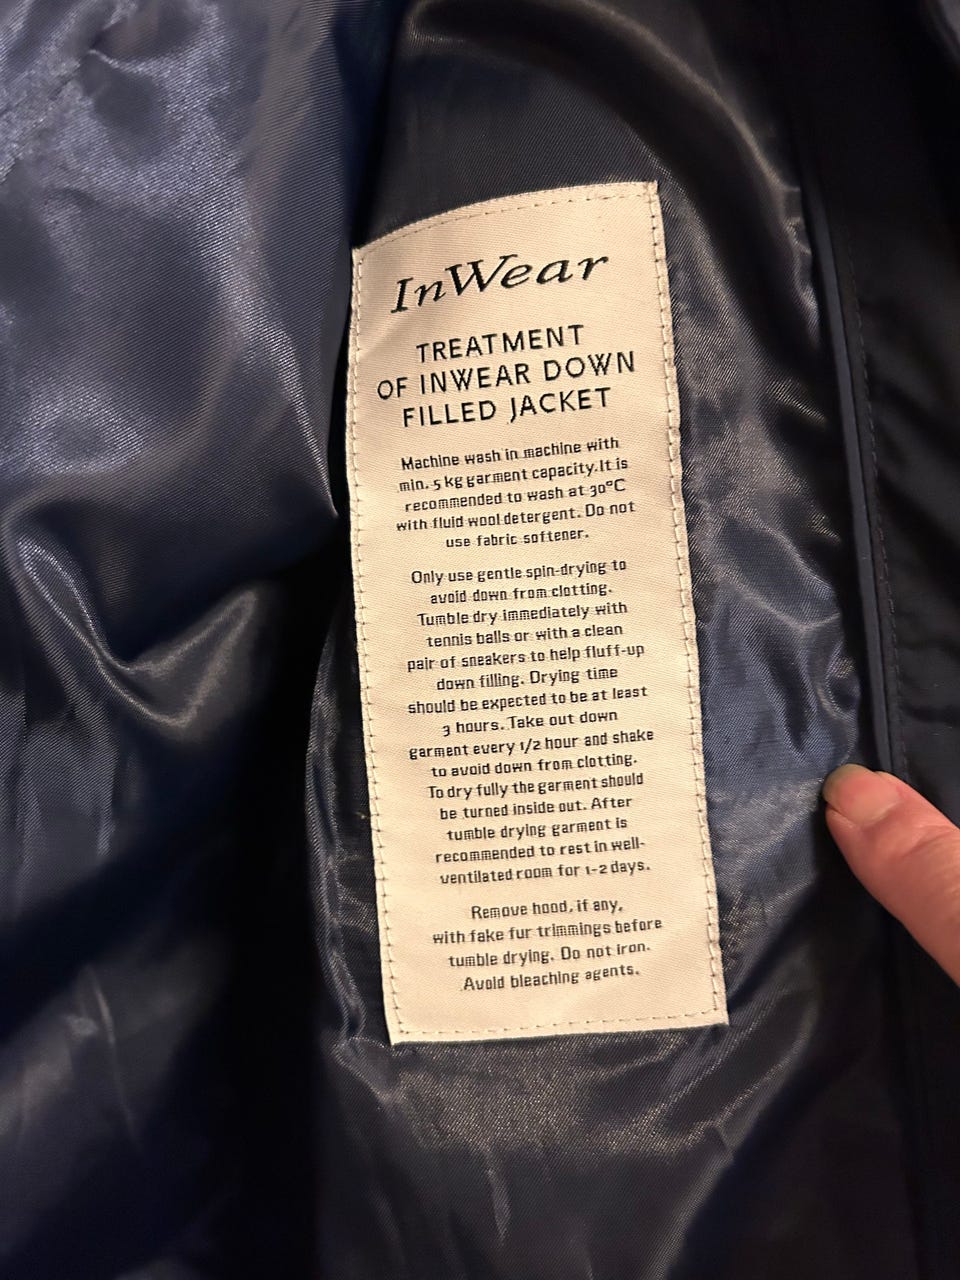 InWear
TREATMENT
OF INWEAR DOWN
FILLED JACKET
Machine wash in machine with
min. 5 kg garment capacity. It is
recommended to wash at 30°C
with fluid wool detergent. Do not
use fabric softener.
Only use gentle spin-drying to
avoid down from clotting.
Tumble dry immediately with
tennis balls or with a clean
pair of sneakers to help fluff-up
down filling. Drying time
should be expected to be at least
3 hours. Take out down
garment every 1/2 hour and shake
to avoid down from clotting.
To dry fully the garment should
be turned inside out. After
tumble drying garment is
recommended to rest in well-
ventilated room for 1-2 days.
Remove hood, if any,
with fake fur trimmings before
tumble drying. Do not iron.
Avoid bleaching agents.